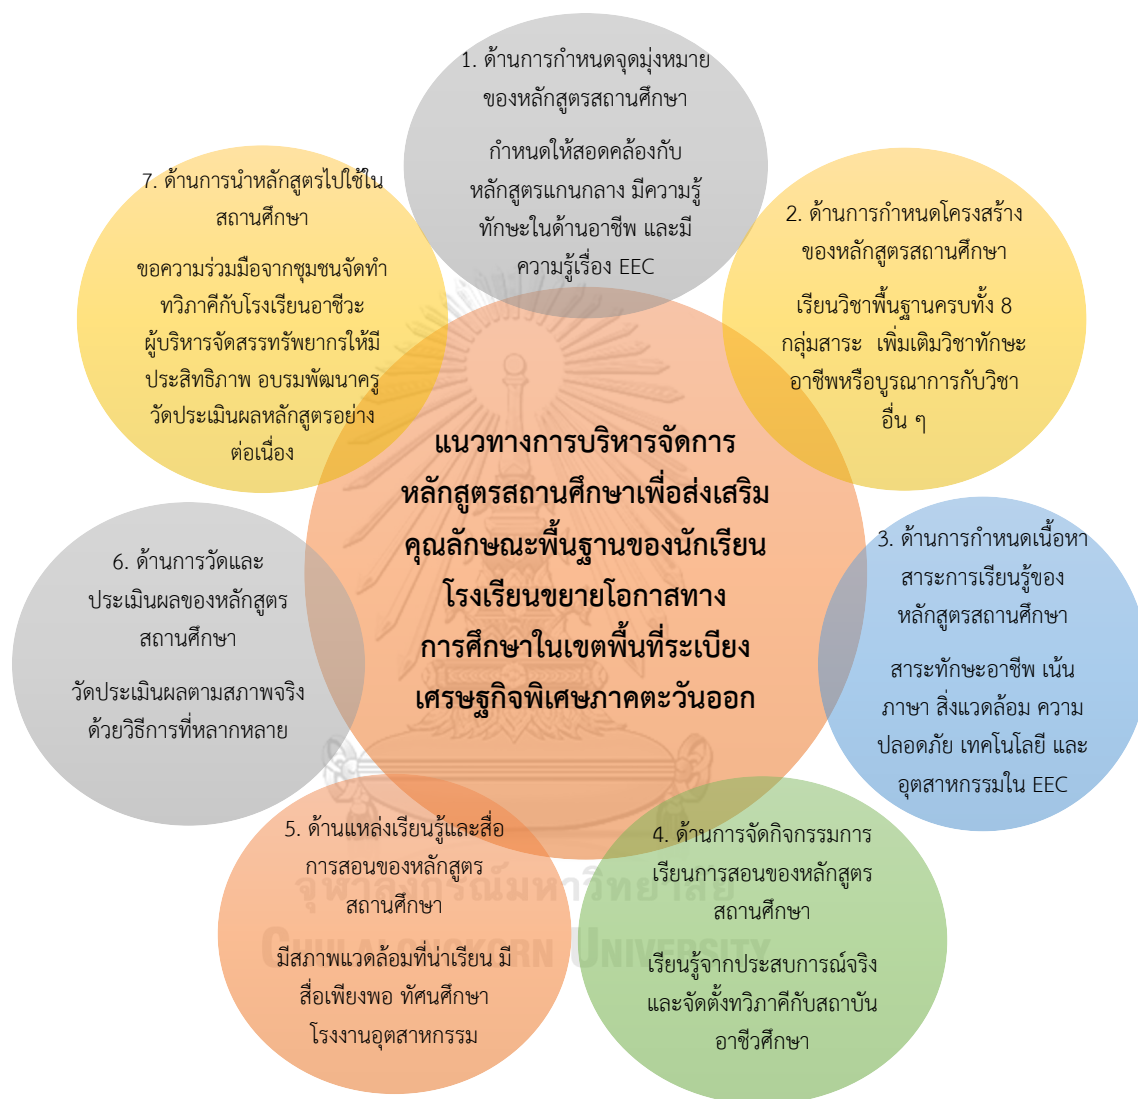 1. ด้านการกำหนดจุดมุ่งหมาย
ของหลักสูตรสถานศึกษา
กำหนดให้สอดคล้องกับ
หลักสูตรแกนกลาง มีความรู้
ทักษะในด้านอาชีพ และมี
ความรู้เรื่อง EEC
2. ด้านการกำหนดโครงสร้าง
ของหลักสูตรสถานศึกษา
เรียนวิชาพื้นฐานครบทั้ง 8
กลุ่มสาระ เพิ่มเติมวิชาทักษะ
อาชีพหรือบูรณาการกับวิชา
อื่น ๆ
3. ด้านการกำหนดเนื้อหา
สาระการเรียนรู้ของ
หลักสูตรสถานศึกษา
สาระทักษะอาชีพ เน้น
ภาษา สิ่งแวดล้อม ความ
ปลอดภัย เทคโนโลยี และ
อุตสาหกรรมใน EEC
4. ด้านการจัดกิจกรรมการ
เรียนการสอนของหลักสูตร
สถานศึกษา
เรียนรู้จากประสบการณ์จริง
และจัดตั้งทวิภาคีกับสถาบัน
อาชีวศึกษา
5. ด้านแหล่งเรียนรู้และสื่อ
การสอนของหลักสูตร
สถานศึกษา
มีสภาพแวดล้อมที่น่าเรียน มี
สื่อเพียงพอ ทัศนศึกษา
โรงงานอุตสาหกรรม
6. ด้านการวัดและ
ประเมินผลของหลักสูตร
สถานศึกษา
วัดประเมินผลตามสภาพจริง
ด้วยวิธีการที่หลากหลาย
7. ด้านการนำหลักสูตรไปใช้ใน
สถานศึกษา
ขอความร่วมมือจากชุมชนจัดทำ
ทวิภาคีกับโรงเรียนอาชีวะ
ผู้บริหารจัดสรรทรัพยากรให้มี
ประสิทธิภาพ อบรมพัฒนาครู
วัดประเมินผลหลักสูตรอย่าง
ต่อเนื่อง
แนวทางการบริหารจัดการ
หลักสูตรสถานศึกษาเพื่อส่งเสริม
คุณลักษณะพื้นฐานของนักเรียน
โรงเรียนขยายโอกาสทาง
การศึกษาในเขตพื้นที่ระเบียง
เศรษฐกิจพิเศษภาคตะวันออก
จุฬาลงกรณ์มหาวิทยาลัย
CHULALONGKORN UNIVERSITY